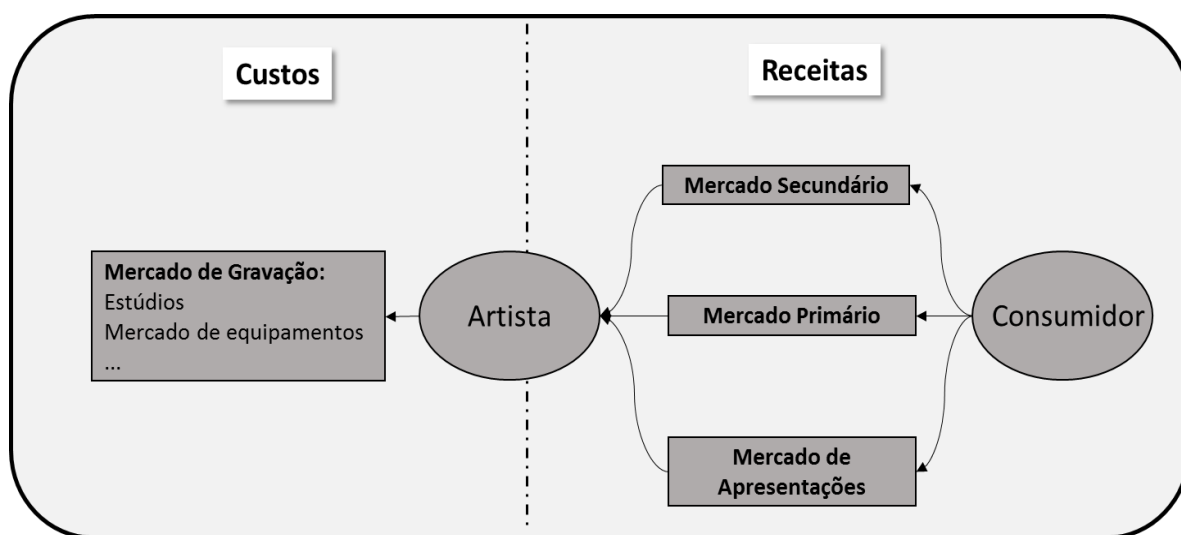 Custos
Receitas
Mercado Secundário
Mercado de Gravação:
Estúdios
Mercado de equipamentos
...
Artista
Mercado Primário
Consumidor
Mercado de
Apresentações